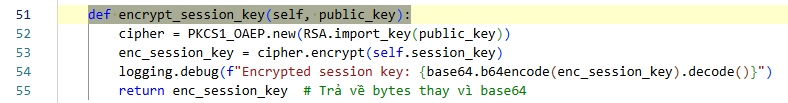 51 def encrypt_session_key(self, public_key):
52 cipher = PKCS1_OAEP.new(RSA.import_key(public_key))
53 enc_session_key = cipher.encrypt(self.session_key)
54 logging.debug(f"Encrypted session key: {base64.b64encode(enc_session_key).decode()}")
55 return enc_session_key # Trả về bytes thay vì base64